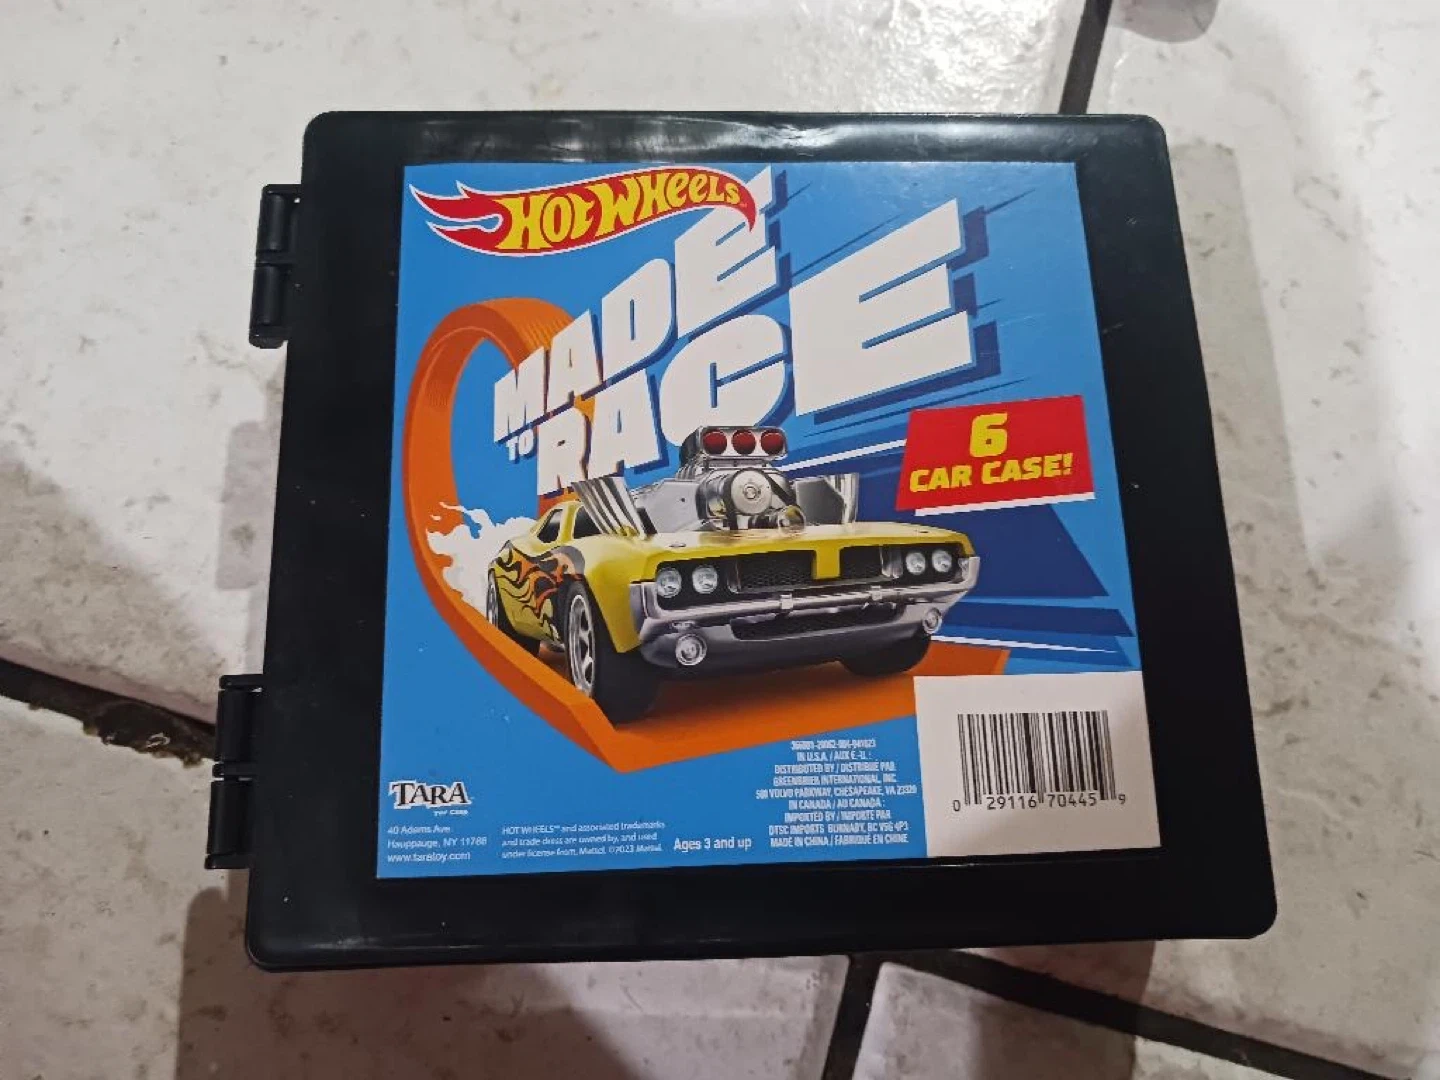 HOT WHEELS
MADE
TO RACE
6
CAR CASE!
TARA
TOY CORP.
40 Adams Ave.
Hauppauge, NY 11788
www.taratoy.com
HOT WHEELS™ and associated trademarks
and trade dress are owned by, and used
under license from, Mattel. ©2023 Mattel.
Ages 3 and up
IN U.S.A. / AUX É.-U. :
DISTRIBUTED BY / DISTRIBUÉ PAR
GREENBRIER INTERNATIONAL, INC.
500 VOLVO PARKWAY, CHESAPEAKE, VA 23320
IN CANADA / AU CANADA :
IMPORTED BY / IMPORTÉ PAR
DTSC IMPORTS BURNABY, BC V5G 4P3
MADE IN CHINA / FABRIQUÉ EN CHINE
0 29116 70445 9